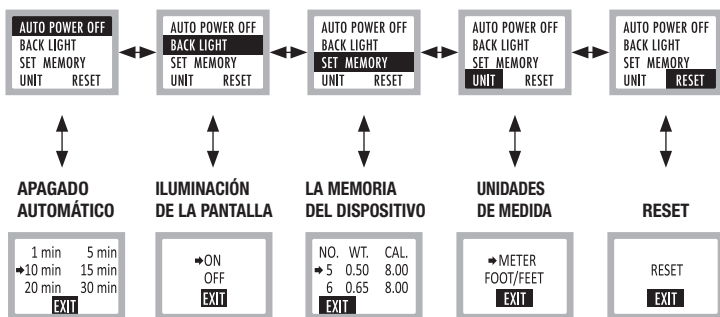 AUTO POWER OFF
BACK LIGHT
SET MEMORY
UNIT RESET
AUTO POWER OFF
BACK LIGHT
SET MEMORY
UNIT RESET
AUTO POWER OFF
BACK LIGHT
SET MEMORY
UNIT RESET
AUTO POWER OFF
BACK LIGHT
SET MEMORY
UNIT RESET
AUTO POWER OFF
BACK LIGHT
SET MEMORY
UNIT RESET
APAGADO
AUTOMÁTICO
ILUMINACIÓN
DE LA PANTALLA
LA MEMORIA
DEL DISPOSITIVO
UNIDADES
DE MEDIDA
RESET
1 min 5 min
➡10 min 15 min
20 min 30 min
EXIT
➡ON
OFF
EXIT
NO. WT. CAL.
➡5 0.50 8.00
6 0.65 8.00
EXIT
➡METER
FOOT/FEET
EXIT
RESET
EXIT